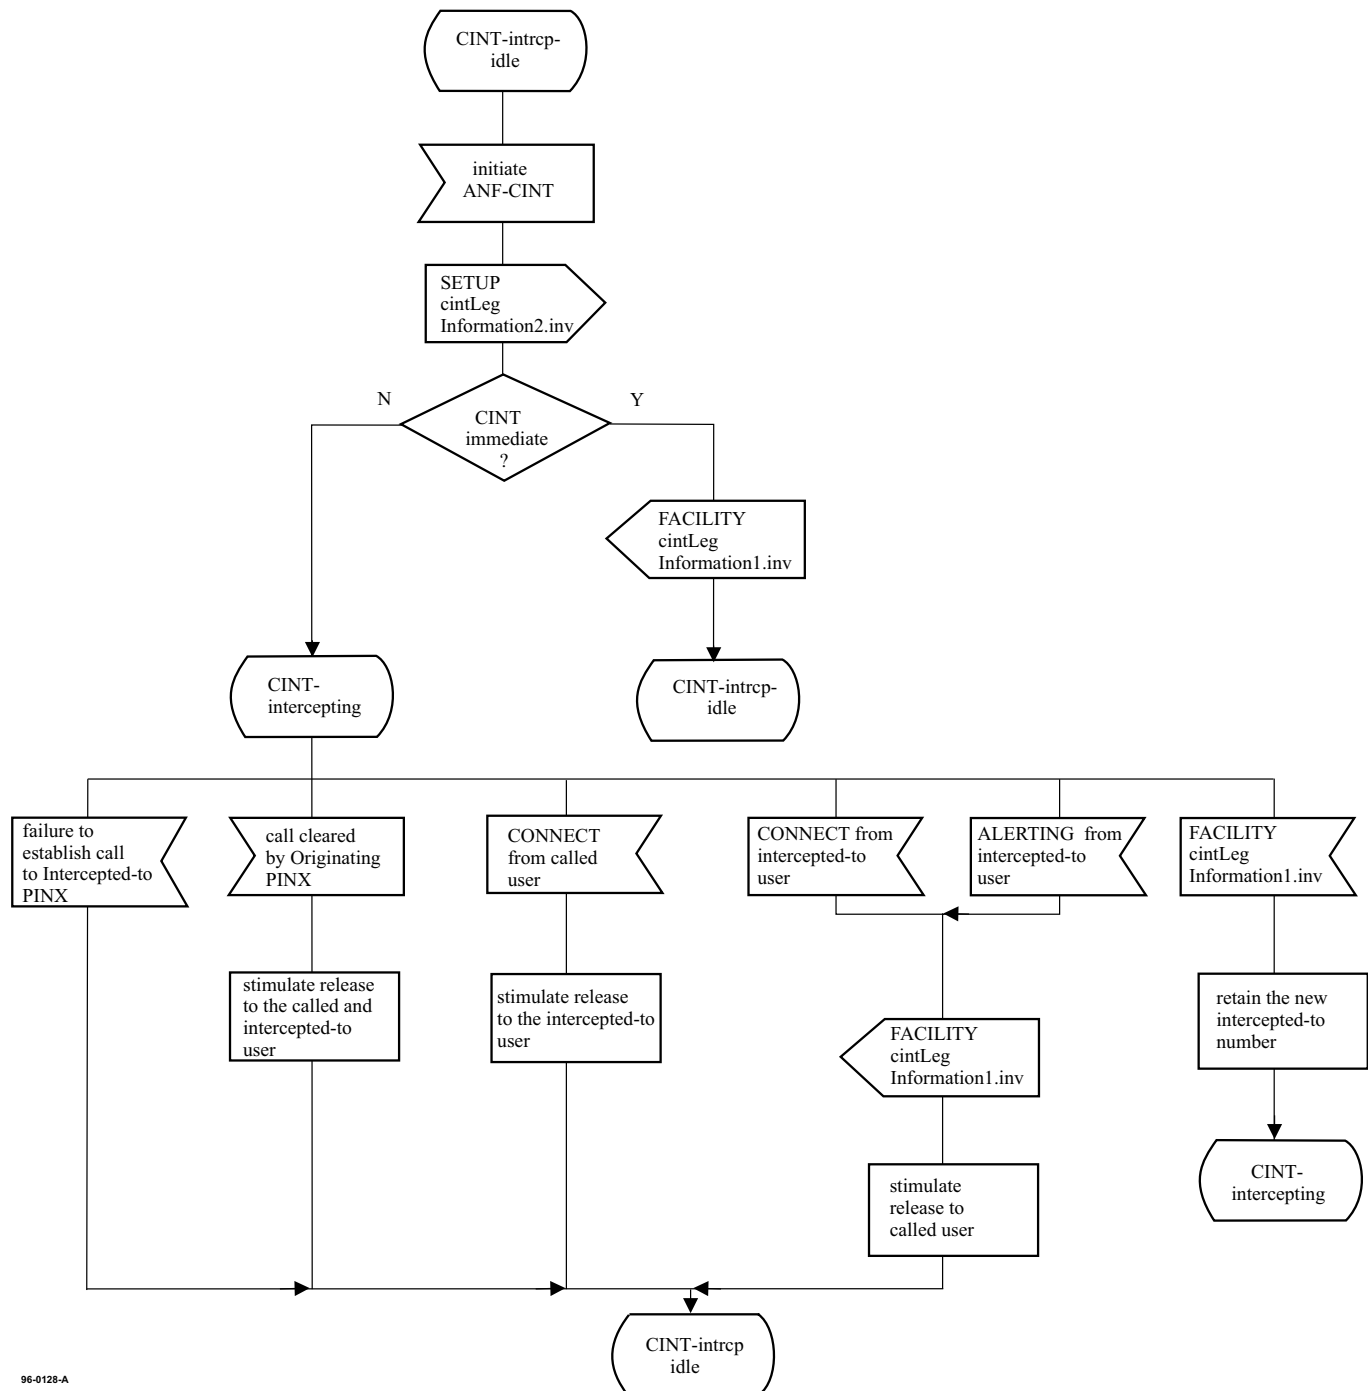 CINT-intrcp-
idle
initiate
ANF-CINT
SETUP
cintLeg
Information2.inv
N
Y
CINT
immediate
?
FACILITY
cintLeg
Information1.inv
CINT-
intercepting
CINT-intrcp-
idle
failure to
establish call
to Intercepted-to
PINX
call cleared
by Originating
PINX
CONNECT
from called
user
CONNECT from
intercepted-to
user
ALERTING from
intercepted-to
user
FACILITY
cintLeg
Information1.inv
stimulate release
to the called and
intercepted-to
user
stimulate release
to the intercepted-to
user
FACILITY
cintLeg
Information1.inv
retain the new
intercepted-to
number
stimulate
release to
called user
CINT-
intercepting
CINT-intrcp
idle
96-0128-A